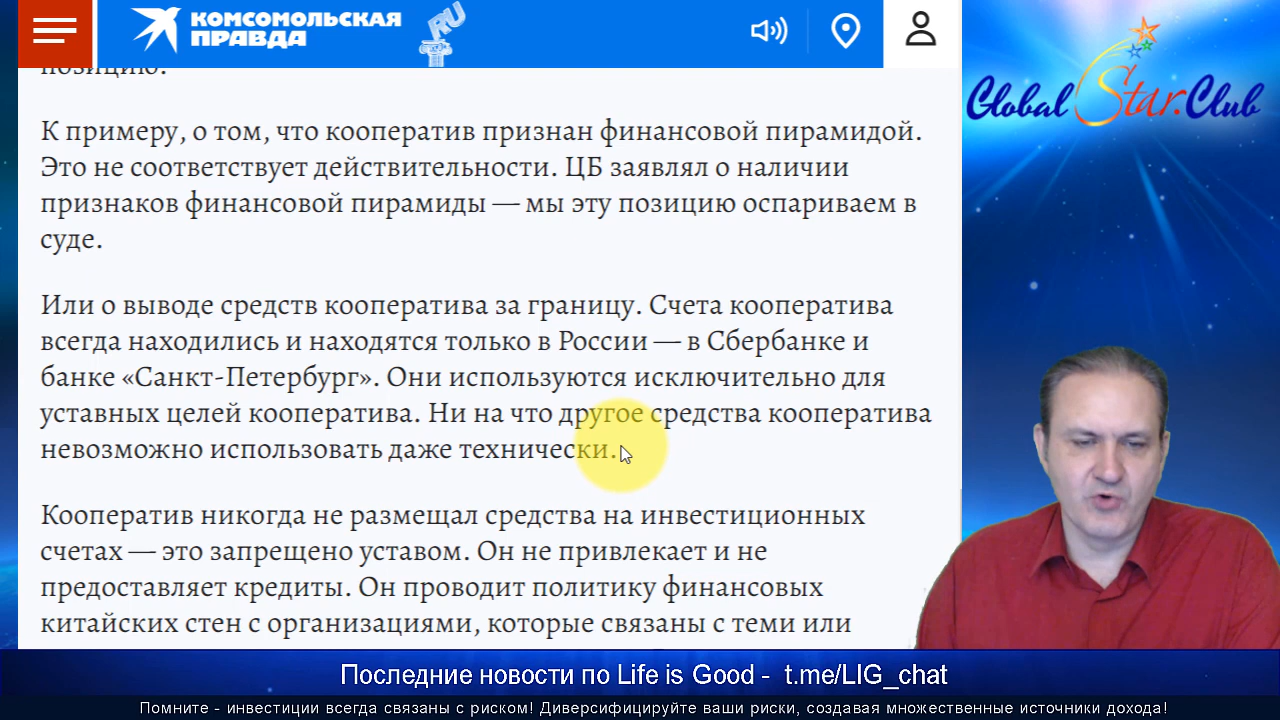 КОМСОМОЛЬСКАЯ
ПРАВДА
.RU
позицию.
К примеру, о том, что кооператив признан финансовой пирамидой.
Это не соответствует действительности. ЦБ заявлял о наличии
признаков финансовой пирамиды — мы эту позицию оспариваем в
суде.
Или о выводе средств кооператива за границу. Счета кооператива
всегда находились и находятся только в России — в Сбербанке и
банке «Санкт-Петербург». Они используются исключительно для
уставных целей кооператива. Ни на что другое средства кооператива
невозможно использовать даже технически.
Кооператив никогда не размещал средства на инвестиционных
счетах — это запрещено уставом. Он не привлекает и не
предоставляет кредиты. Он проводит политику финансовых
китайских стен с организациями, которые связаны с теми или
Global Star.Club
Последние новости по Life is Good - t.me/LIG_chat
Помните - инвестиции всегда связаны с риском! Диверсифицируйте ваши риски, создавая множественные источники дохода!